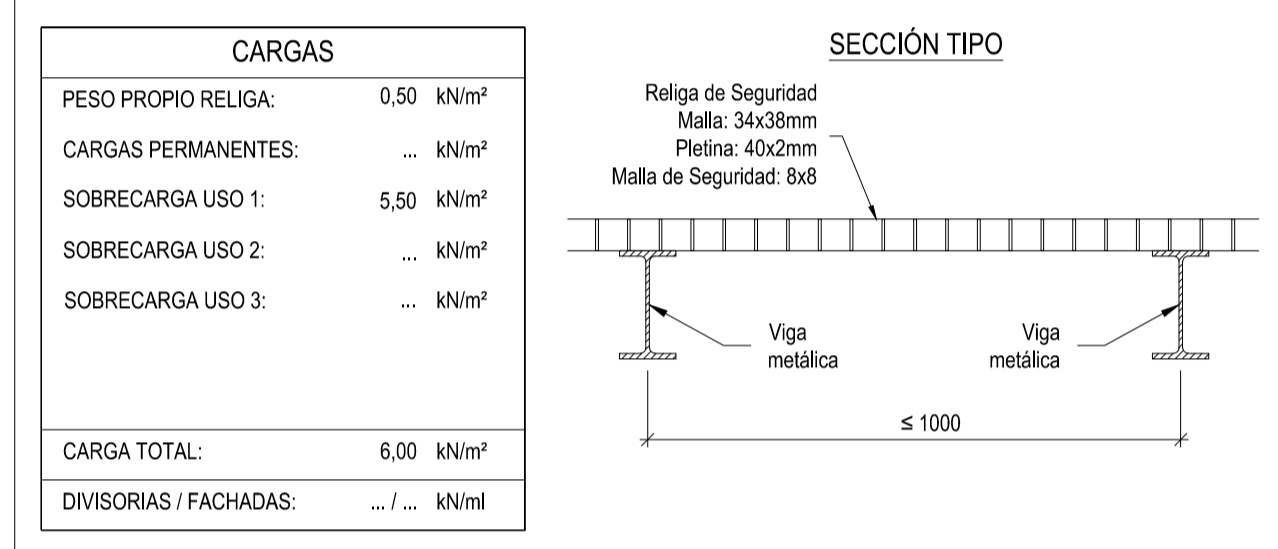 CARGAS
PESO PROPIO RELIGA: 0,50 kN/m²
CARGAS PERMANENTES: ... kN/m²
SOBRECARGA USO 1: 5,50 kN/m²
SOBRECARGA USO 2: ... kN/m²
SOBRECARGA USO 3: ... kN/m²
CARGA TOTAL: 6,00 kN/m²
DIVISORIAS / FACHADAS: ... / ... kN/ml
SECCIÓN TIPO
Religa de Seguridad
Malla: 34x38mm
Pletina: 40x2mm
Malla de Seguridad: 8x8
Viga
metálica
Viga
metálica
≤ 1000